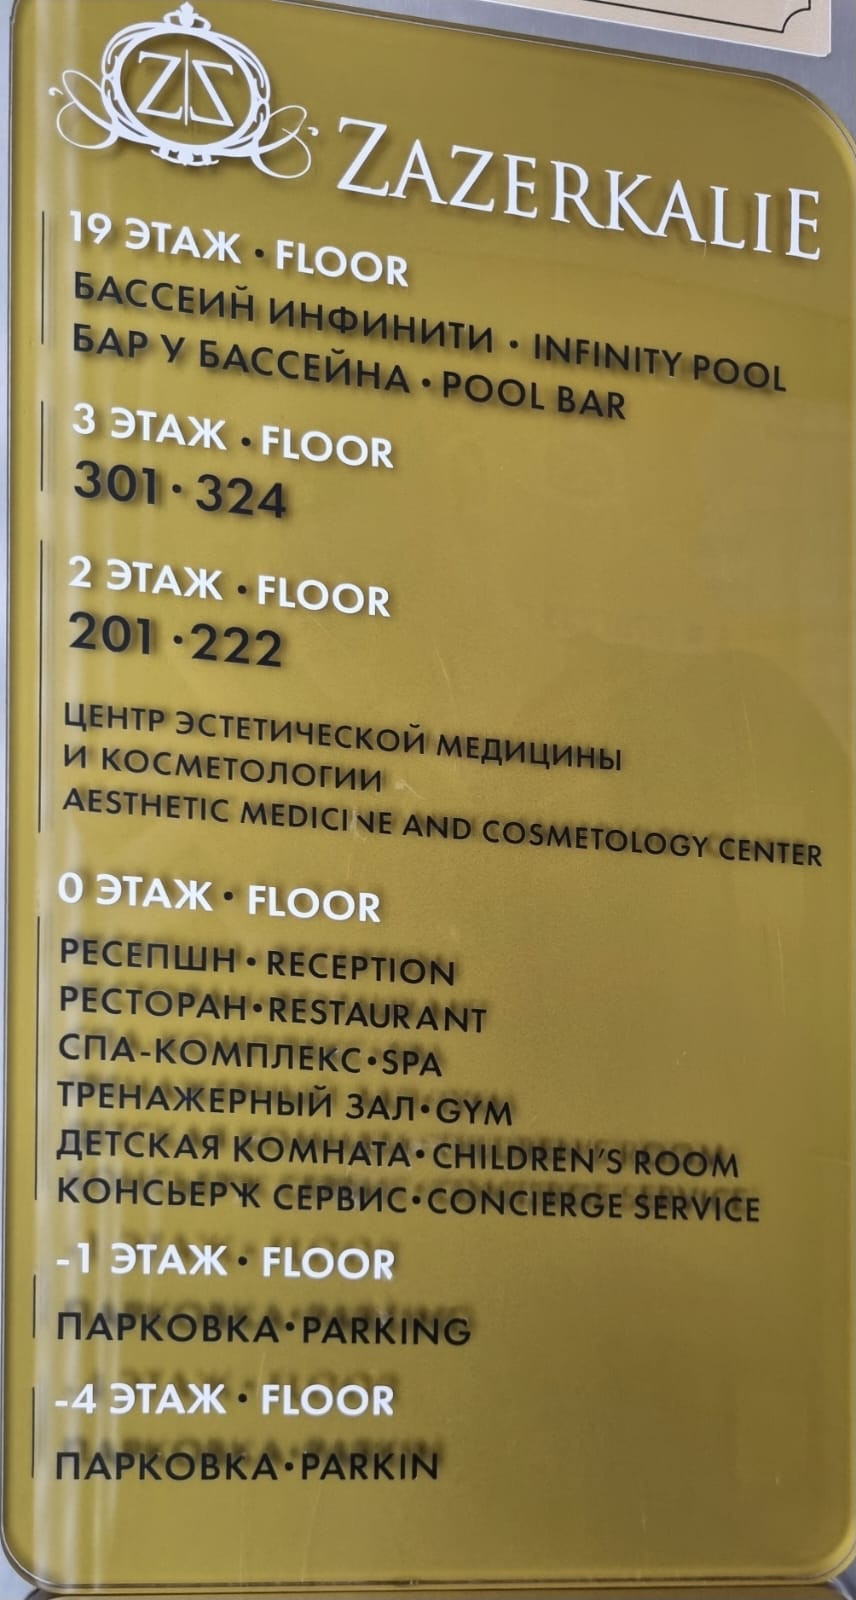 ZS
ZAZERKALIE
19 ЭТАЖ · FLOOR
БАССЕИЙ ИНФИНИТИ · INFINITY POOL
БАР У БАССЕЙНА · POOL BAR
3 ЭТАЖ · FLOOR
301 · 324
2 ЭТАЖ · FLOOR
201 · 222
ЦЕНТР ЭСТЕТИЧЕСКОЙ МЕДИЦИНЫ
И КОСМЕТОЛОГИИ
AESTHETIC MEDICINE AND COSMETOLOGY CENTER
0 ЭТАЖ · FLOOR
РЕСЕПШН · RECEPTION
РЕСТОРАН · RESTAURANT
СПА-КОМПЛЕКС · SPA
ТРЕНАЖЕРНЫЙ ЗАЛ · GYM
ДЕТСКАЯ КОМНАТА · CHILDREN'S ROOM
КОНСЬЕРЖ СЕРВИС · CONCIERGE SERVICE
-1 ЭТАЖ · FLOOR
ПАРКОВКА · PARKING
-4 ЭТАЖ · FLOOR
ПАРКОВКА · PARKIN